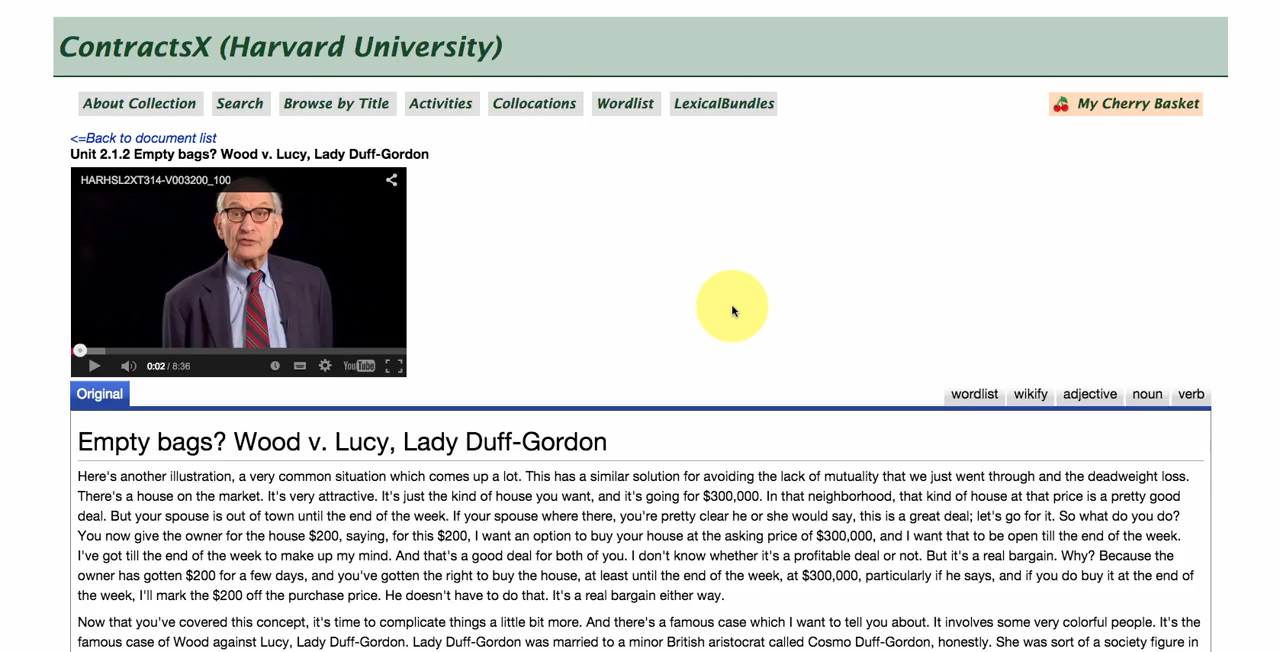 ContractsX (Harvard University)
About Collection Search Browse by Title Activities Collocations Wordlist LexicalBundles My Cherry Basket
<=Back to document list
Unit 2.1.2 Empty bags? Wood v. Lucy, Lady Duff-Gordon
HARHSL2XT314-V003200_100
0:02 / 8:36 YouTube
Original wordlist wikify adjective noun verb
Empty bags? Wood v. Lucy, Lady Duff-Gordon
Here's another illustration, a very common situation which comes up a lot. This has a similar solution for avoiding the lack of mutuality that we just went through and the deadweight loss.
There's a house on the market. It's very attractive. It's just the kind of house you want, and it's going for $300,000. In that neighborhood, that kind of house at that price is a pretty good
deal. But your spouse is out of town until the end of the week. If your spouse where there, you're pretty clear he or she would say, this is a great deal; let's go for it. So what do you do?
You now give the owner for the house $200, saying, for this $200, I want an option to buy your house at the asking price of $300,000, and I want that to be open till the end of the week.
I've got till the end of the week to make up my mind. And that's a good deal for both of you. I don't know whether it's a profitable deal or not. But it's a real bargain. Why? Because the
owner has gotten $200 for a few days, and you've gotten the right to buy the house, at least until the end of the week, at $300,000, particularly if he says, and if you do buy it at the end of
the week, I'll mark the $200 off the purchase price. He doesn't have to do that. It's a real bargain either way.
Now that you've covered this concept, it's time to complicate things a little bit more. And there's a famous case which I want to tell you about. It involves some very colorful people. It's the
famous case of Wood against Lucy, Lady Duff-Gordon. Lady Duff-Gordon was married to a minor British aristocrat called Cosmo Duff-Gordon, honestly. She was sort of a society figure in